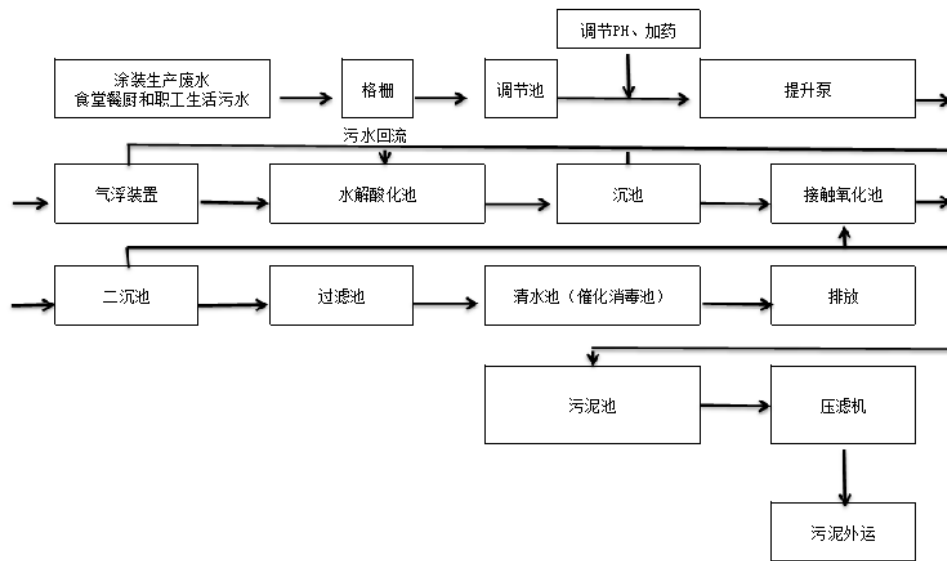 调节PH、加药
涂装生产废水
食堂餐厨和职工生活污水
格栅
调节池
提升泵
污水回流
气浮装置
水解酸化池
沉池
接触氧化池
二沉池
过滤池
清水池（催化消毒池）
排放
污泥池
压滤机
污泥外运